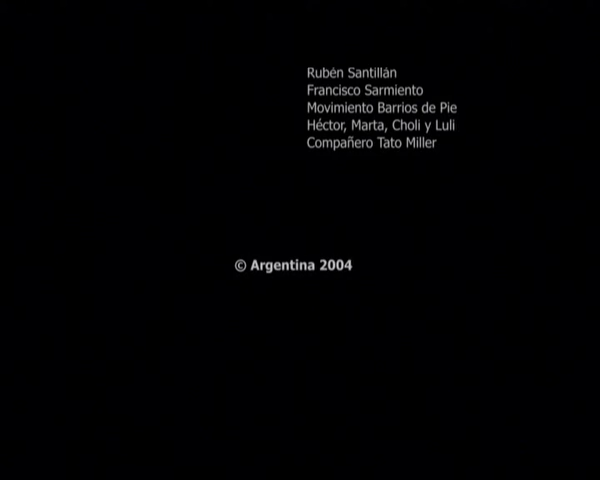 Rubén Santillán
Francisco Sarmiento
Movimiento Barrios de Pie
Héctor, Marta, Choli y Luli
Compañero Tato Miller
© Argentina 2004